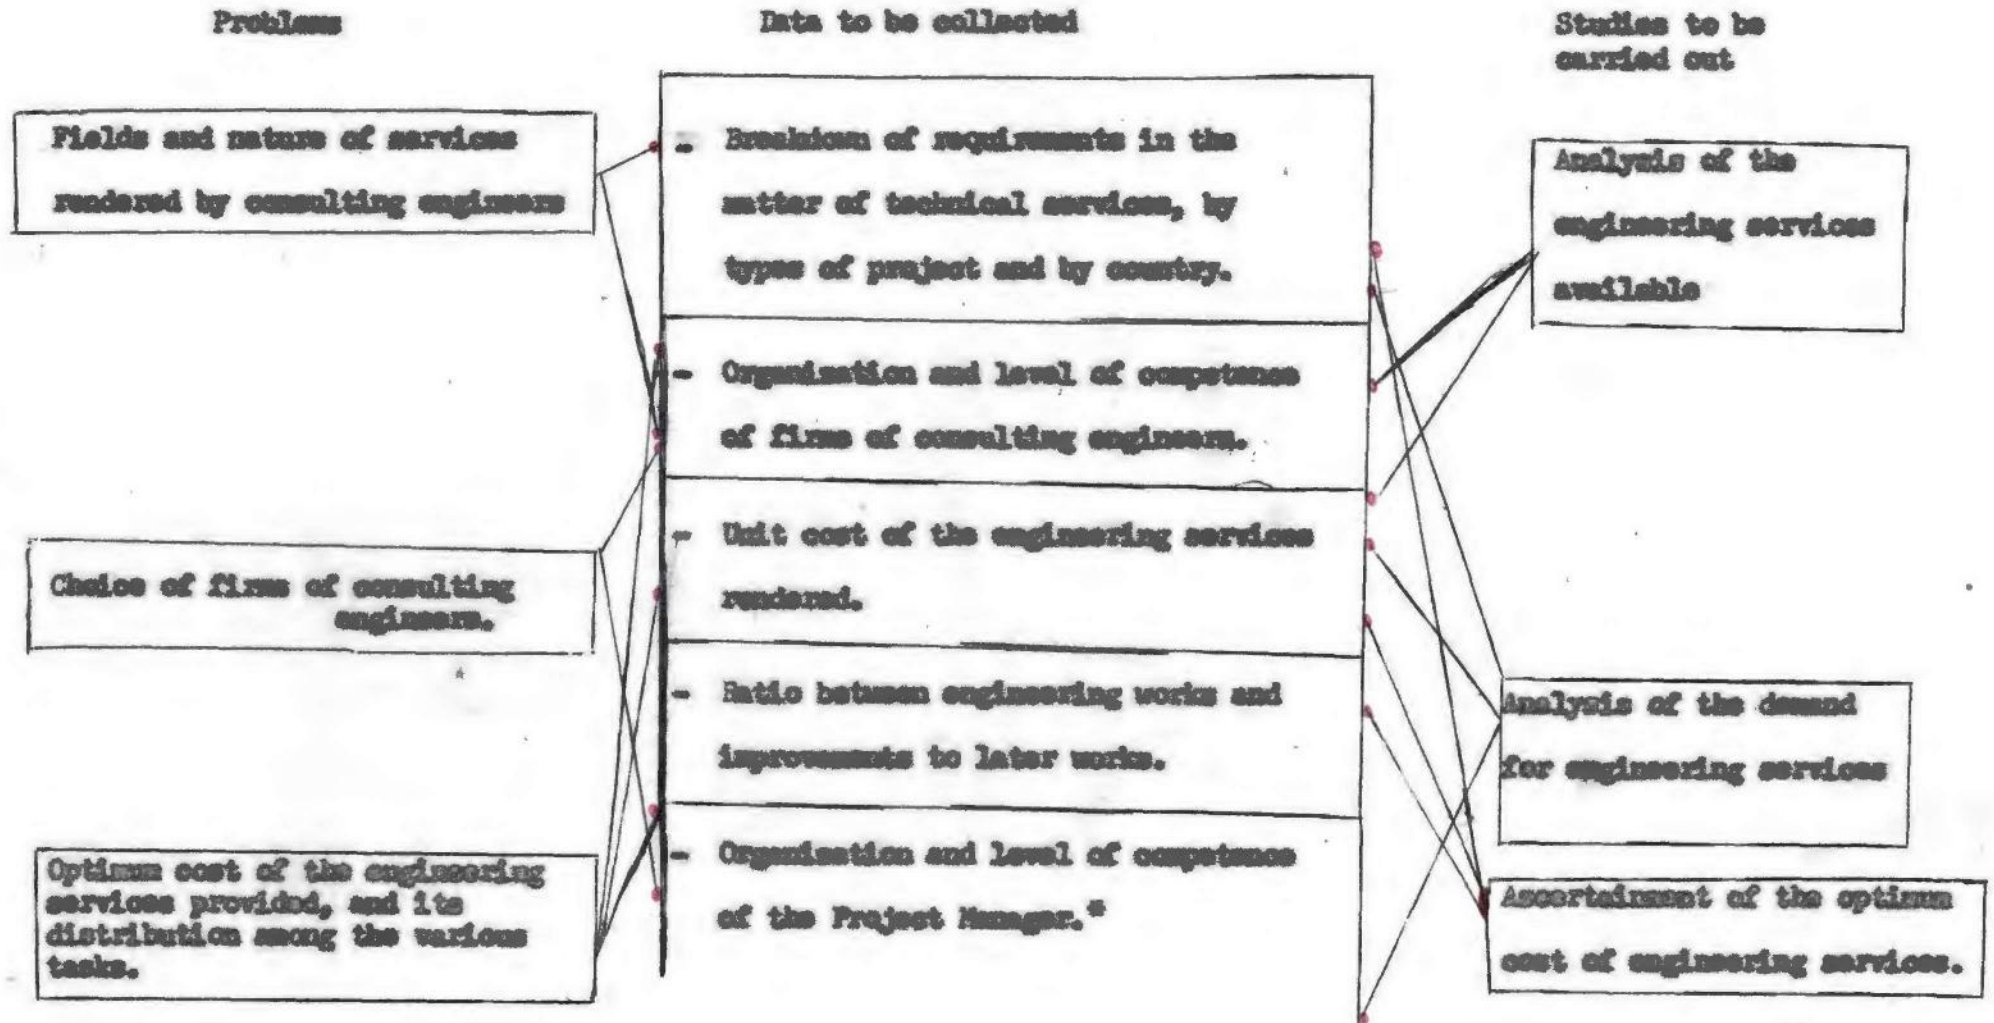 Problems
Data to be collected
Studies to be
carried out
Fields and nature of services
rendered by consulting engineers
Choice of firms of consulting
engineers.
Optimum cost of the engineering
services provided, and its
distribution among the various
tasks.
- Breakdown of requirements in the
matter of technical services, by
types of project and by country.
- Organization and level of competence
of firms of consulting engineers.
- Unit cost of the engineering services
rendered.
- Ratio between engineering works and
improvements to later works.
- Organization and level of competence
of the Project Manager.*
Analysis of the
engineering services
available
Analysis of the demand
for engineering services
Ascertainment of the optimum
cost of engineering services.